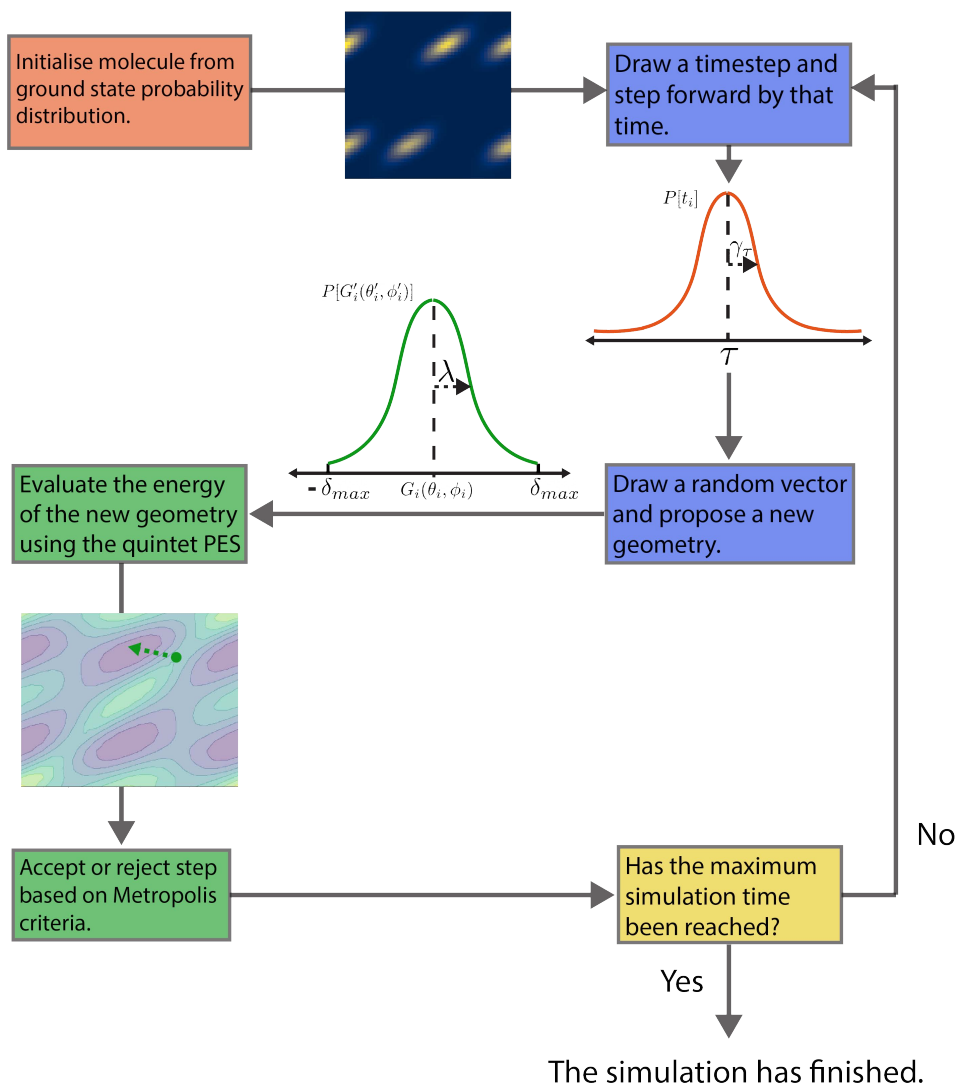 Initialise molecule from
ground state probability
distribution.
Draw a timestep and
step forward by that
time.
P[t_i]
γ_τ
τ
P[G'_i(θ'_i, ϕ'_i)]
λ
-δ_max
G_i(θ_i, ϕ_i)
δ_max
Draw a random vector
and propose a new
geometry.
Evaluate the energy
of the new geometry
using the quintet PES
Accept or reject step
based on Metropolis
criteria.
Has the maximum
simulation time
been reached?
No
Yes
The simulation has finished.